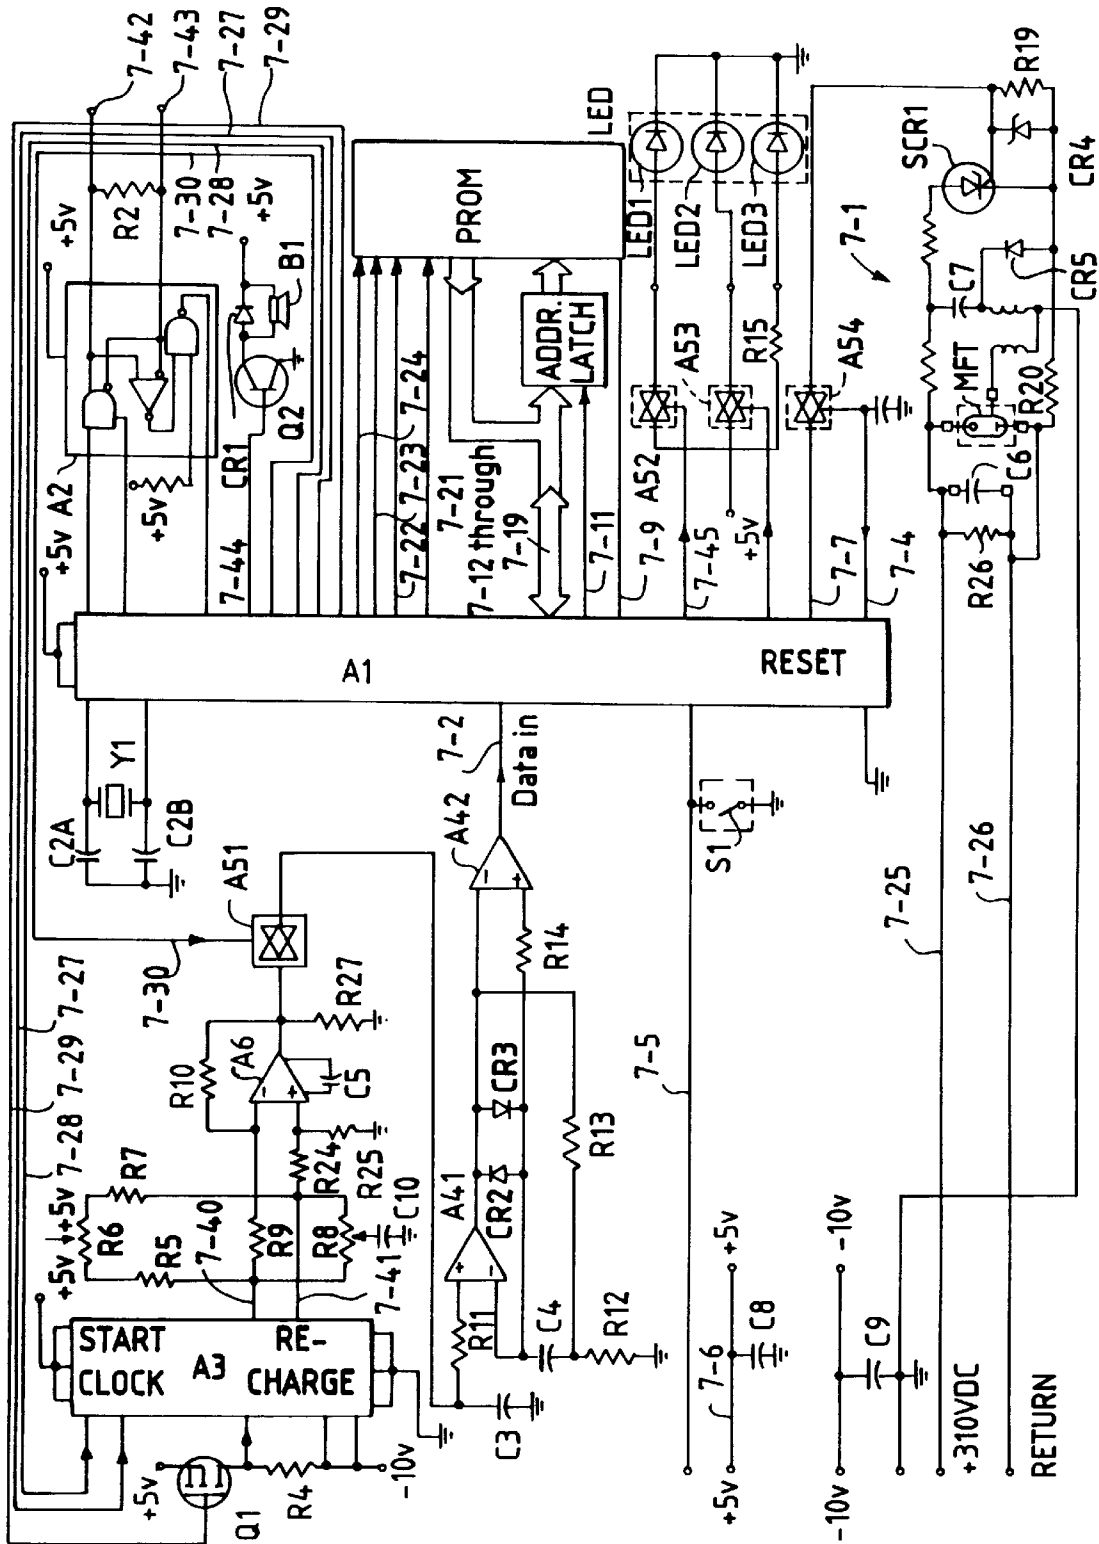 7-42
7-43
7-27
7-29
+5v
R2
7-30
7-28
+5v
B1
+5v A2
+5v
CR1
Q2
7-44
PROM
ADDR.
LATCH
7-24
7-23
7-22
7-21
7-12 through
7-19
7-11
7-9
LED
LED1
LED2
LED3
A53
R15
A52
7-45
+5v
A54
7-7
7-4
7-1
SCR1
R19
CR4
CR5
C7
MFT
R20
C6
R26
A1
RESET
Y1
C2A
C2B
A51
7-30
7-2
Data in
A42
R14
S1
7-25
7-26
7-27
7-29
7-28
R10
A6
C5
R27
R7
+5v
+5v
R6
R5
7-40
R9
R8
7-41
R24
R25
C10
A41
CR2
CR3
R13
7-5
START
CLOCK
A3
RE-
CHARGE
R11
C4
R12
C3
+5v
Q1
R4
-10v
7-6
+5v
C8
+5v
-10v
C9
-10v
+310VDC
RETURN